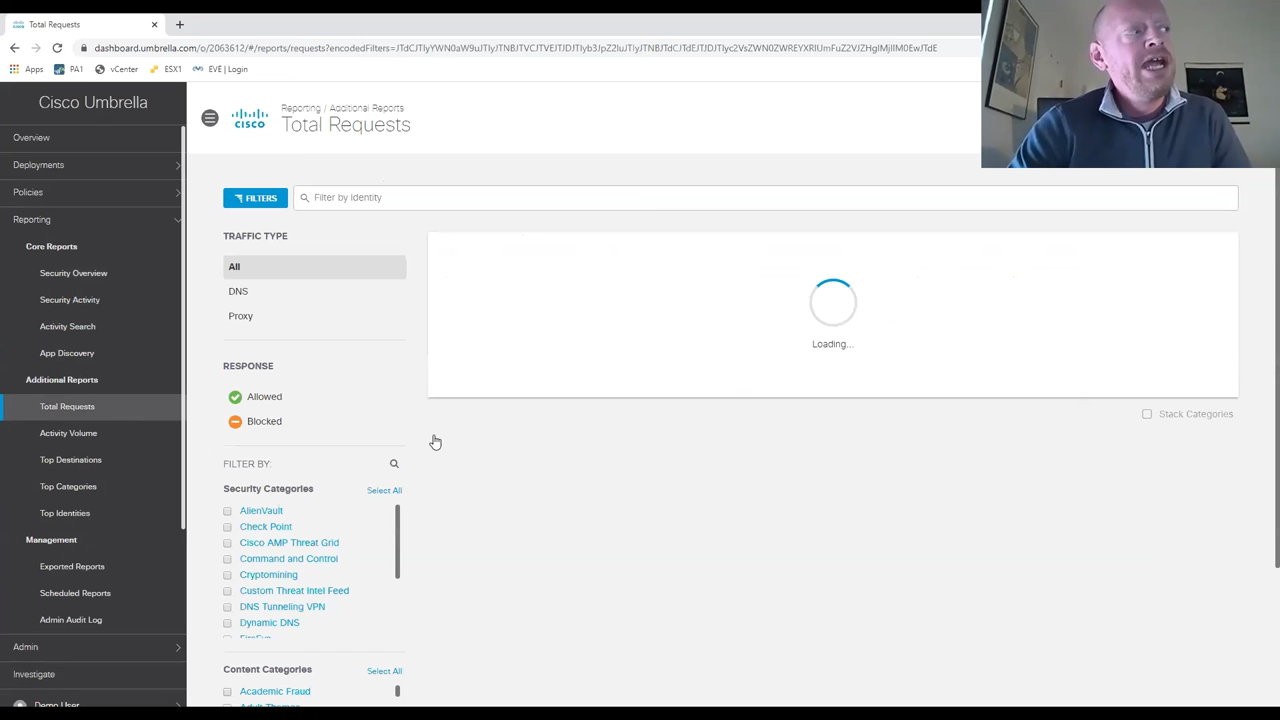 Total Requests
dashboard.umbrella.com/o/2063612/#/reports/requests?encodedFilters=
Apps PA1 vCenter ESX1 EVE | Login
Cisco Umbrella
Overview
Deployments
Policies
Reporting
Core Reports
Security Overview
Security Activity
Activity Search
App Discovery
Additional Reports
Total Requests
Activity Volume
Top Destinations
Top Categories
Top Identities
Management
Exported Reports
Scheduled Reports
Admin Audit Log
Admin
Investigate
Demo User
CISCO
Reporting / Additional Reports
Total Requests
FILTERS
Filter by Identity
TRAFFIC TYPE
All
DNS
Proxy
RESPONSE
Allowed
Blocked
FILTER BY:
Security Categories Select All
AlienVault
Check Point
Cisco AMP Threat Grid
Command and Control
Cryptomining
Custom Threat Intel Feed
DNS Tunneling VPN
Dynamic DNS
FireEye
Content Categories Select All
Academic Fraud
Adult Themes
Loading...
Stack Categories